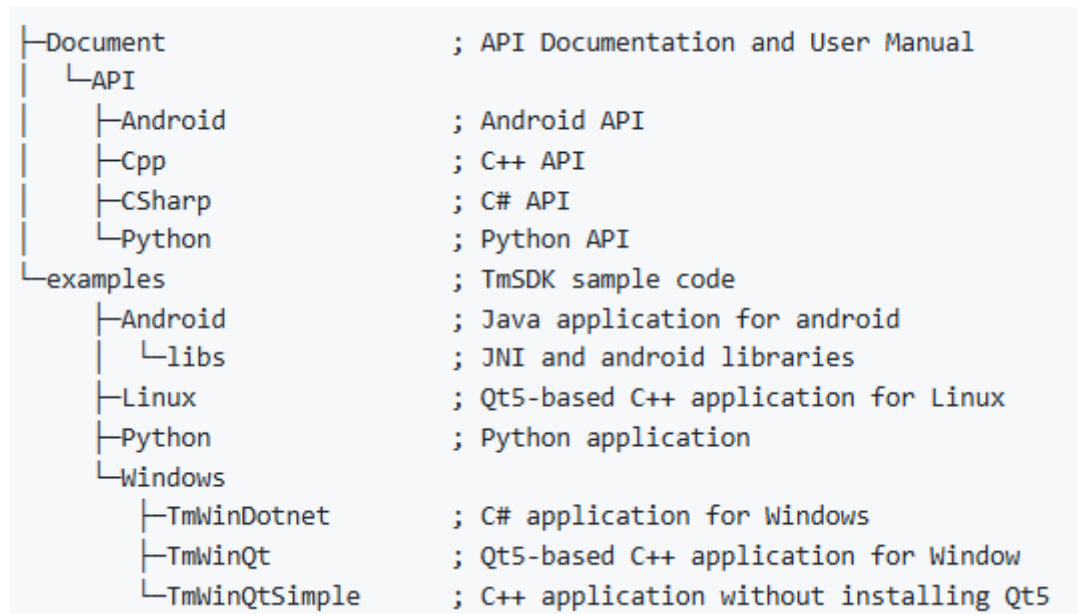 ├─Document ; API Documentation and User Manual
│ └─API
│ ├─Android ; Android API
│ ├─Cpp ; C++ API
│ ├─CSharp ; C# API
│ └─Python ; Python API
└─examples ; TmSDK sample code
├─Android ; Java application for android
│ └─libs ; JNI and android libraries
├─Linux ; Qt5-based C++ application for Linux
├─Python ; Python application
└─Windows
├─TmWinDotnet ; C# application for Windows
├─TmWinQt ; Qt5-based C++ application for Window
└─TmWinQtSimple ; C++ application without installing Qt5